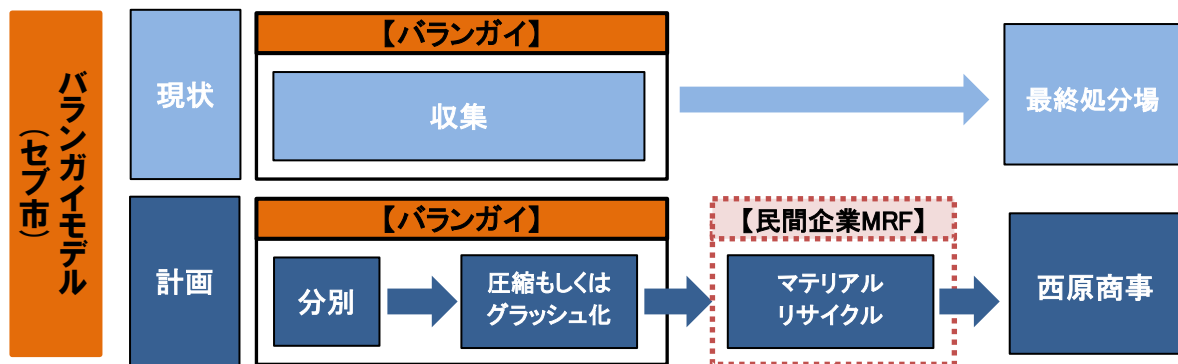 バランガイモデル
（セブ市）
現状
【バランガイ】
収集
最終処分場
計画
【バランガイ】
分別
圧縮もしくは
グラッシュ化
【民間企業MRF】
マテリアル
リサイクル
西原商事